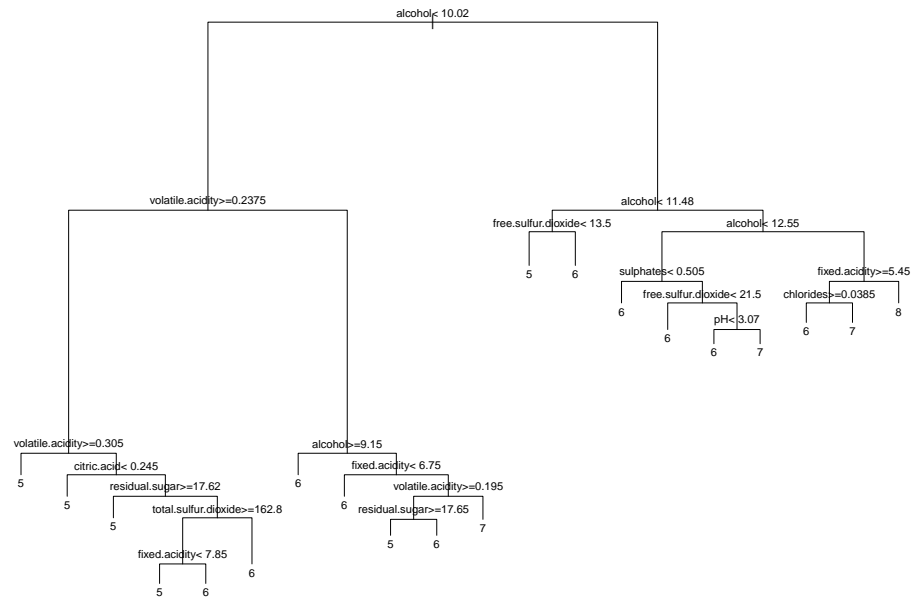 alcohol< 10.02
volatile.acidity>=0.2375
alcohol< 11.48
free.sulfur.dioxide< 13.5
alcohol< 12.55
5
6
sulphates< 0.505
fixed.acidity>=5.45
6
free.sulfur.dioxide< 21.5
chlorides>=0.0385
8
6
pH< 3.07
6
7
6
7
volatile.acidity>=0.305
alcohol>=9.15
5
citric.acid< 0.245
6
fixed.acidity< 6.75
5
residual.sugar>=17.62
6
volatile.acidity>=0.195
5
total.sulfur.dioxide>=162.8
residual.sugar>=17.65
7
5
6
fixed.acidity< 7.85
6
5
6